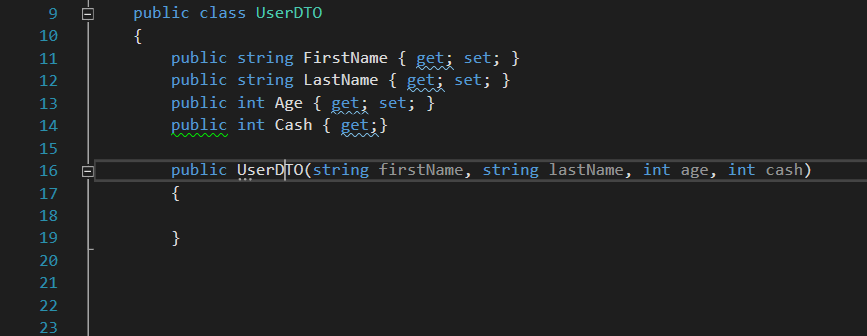 9 public class UserDTO
10 {
11 public string FirstName { get; set; }
12 public string LastName { get; set; }
13 public int Age { get; set; }
14 public int Cash { get;}
15
16 public UserDTO(string firstName, string lastName, int age, int cash)
17 {
18
19 }
20
21
22
23